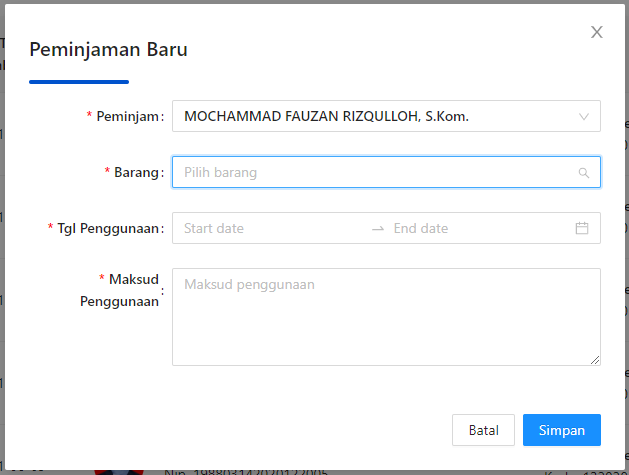 Peminjaman Baru
* Peminjam:
MOCHAMMAD FAUZAN RIZQULLOH, S.Kom.
* Barang:
Pilih barang
* Tgl Penggunaan:
Start date → End date
* Maksud
Penggunaan:
Maksud penggunaan
Batal Simpan